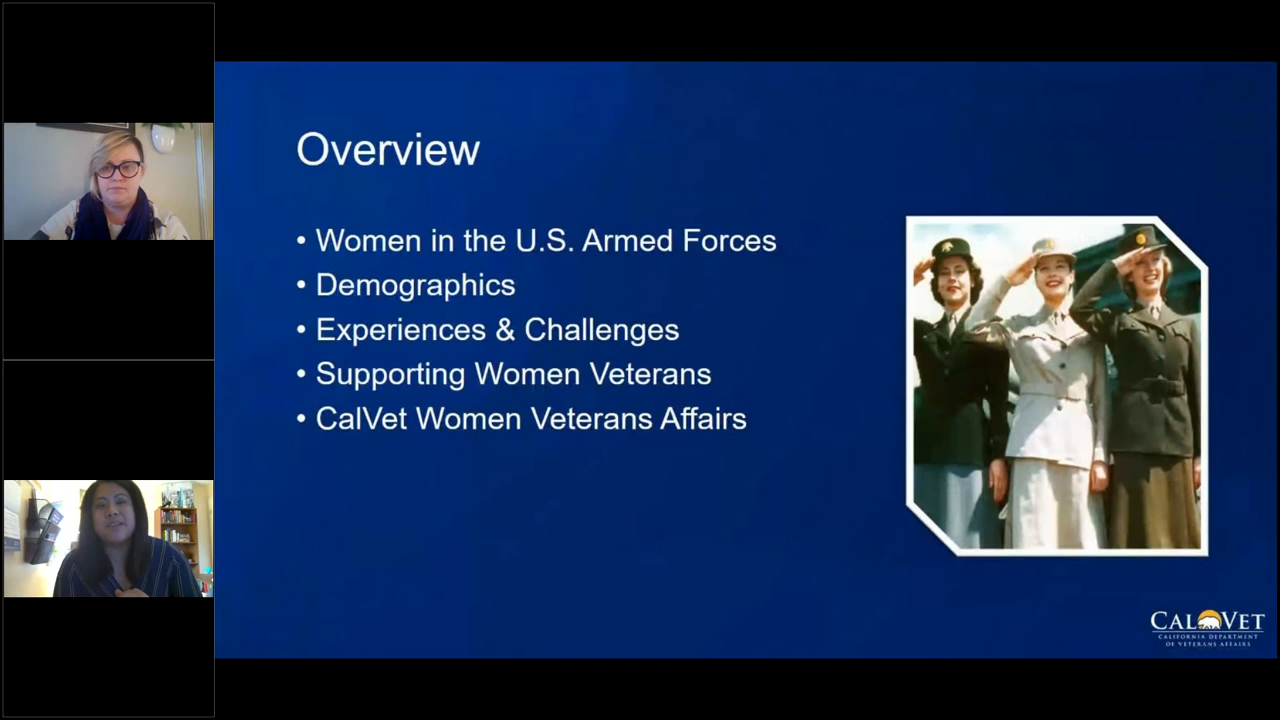 Overview
• Women in the U.S. Armed Forces
• Demographics
• Experiences & Challenges
• Supporting Women Veterans
• CalVet Women Veterans Affairs
CALVET
CALIFORNIA DEPARTMENT
OF VETERANS AFFAIRS